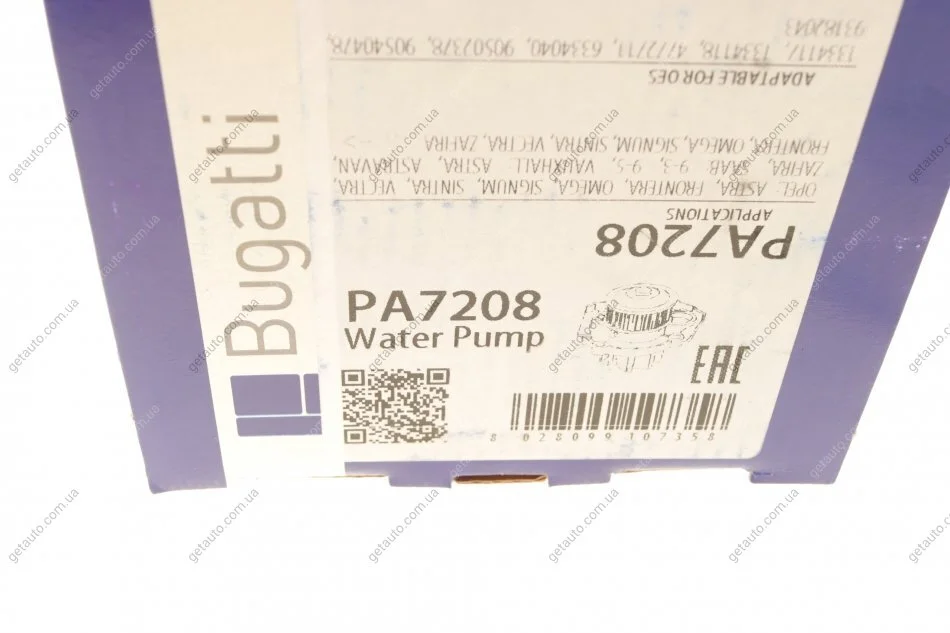 Bugatti
PA7208
Water Pump
EAC
8 028099 107358
PA7208
APPLICATIONS
OPEL: ASTRA, FRONTERA, OMEGA, SIGNUM, SINTRA, VECTRA,
ZAFIRA, SAAB: 9-3, 9-5, VAUXHALL: ASTRA, ASTRAVAN,
FRONTERA, OMEGA, SIGNUM, SINTRA, VECTRA, ZAFIRA
ADAPTABLE FOR OES
1334117, 1334118, 4772711, 6334040, 90502378, 90540478,
93182043
getauto.com.ua